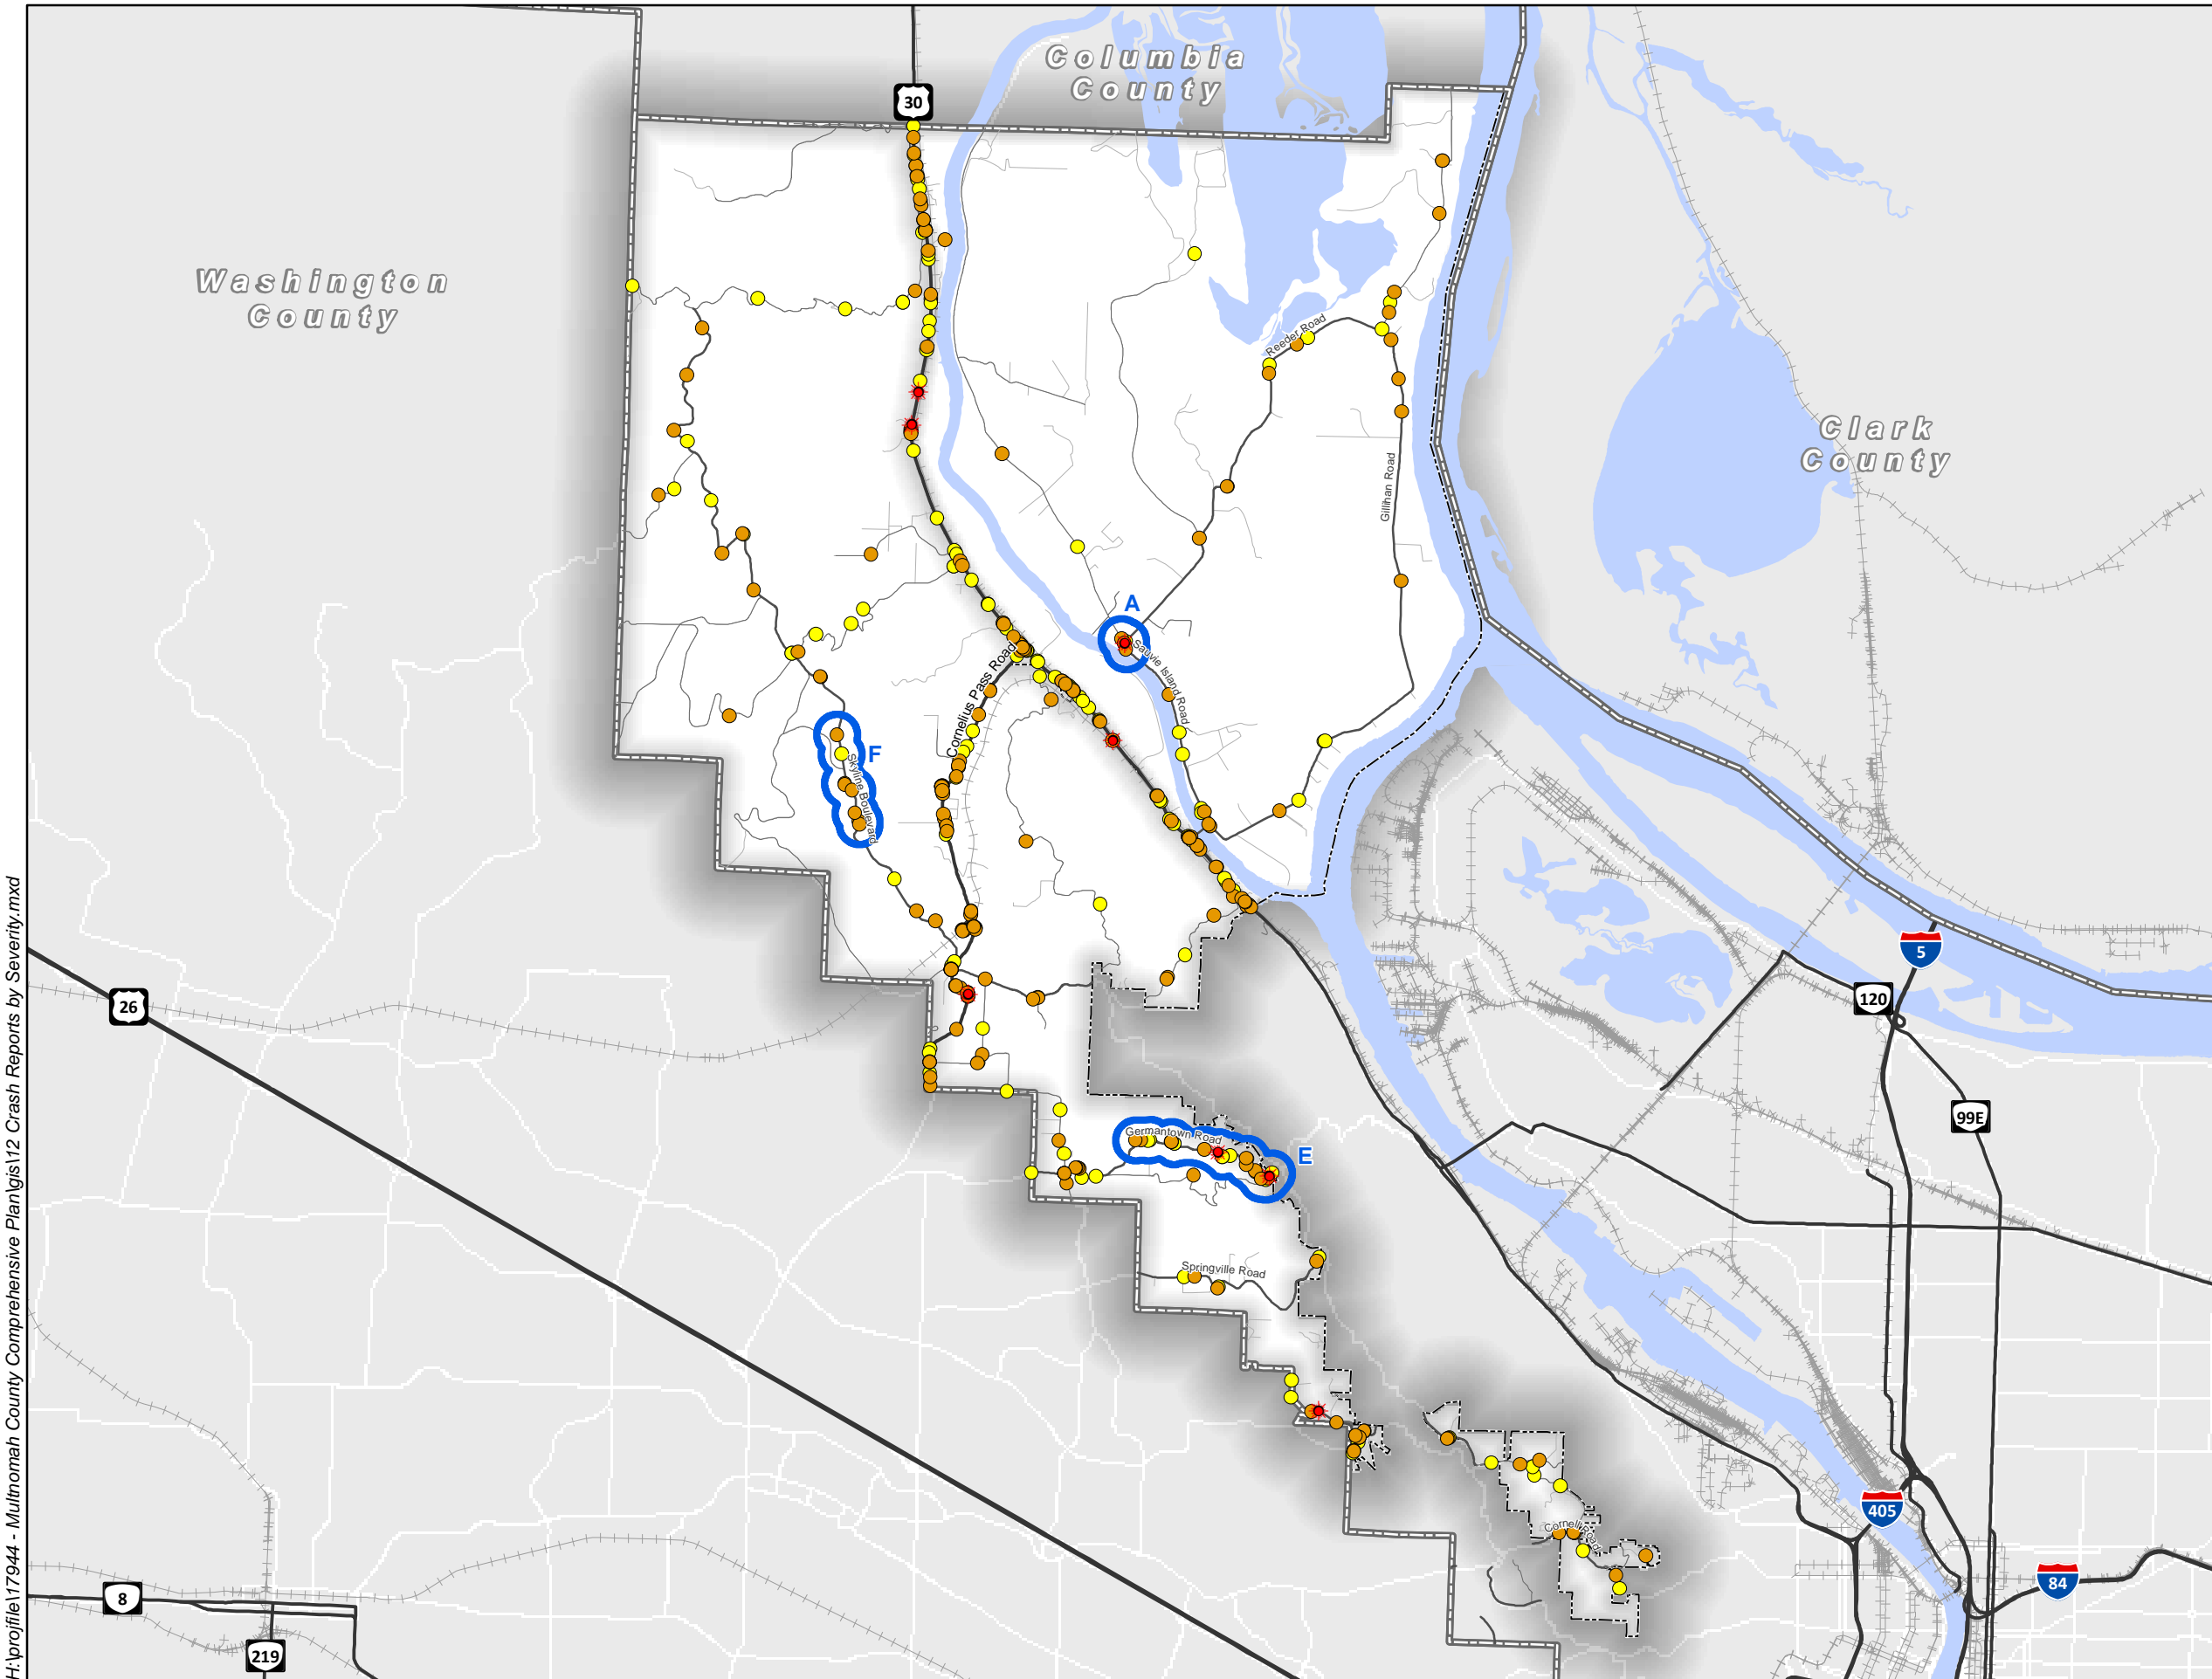 Columbia
County
30
Washington
County
Reeder Road
Clark
County
Gillihan Road
A
Sauvie Island Road
Cornelius Pass Road
F
Skyline Boulevard
5
120
26
99E
Germantown Road
E
Springville Road
405
Cornell Road
84
8
219
H:\projfile\17944 - Multnomah County Comprehensive Plan\gis\12 Crash Reports by Severity.mxd